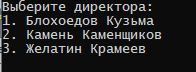 Выберите директора:
1. Блохоедов Кузьма
2. Камень Каменщиков
3. Желатин Крамеев